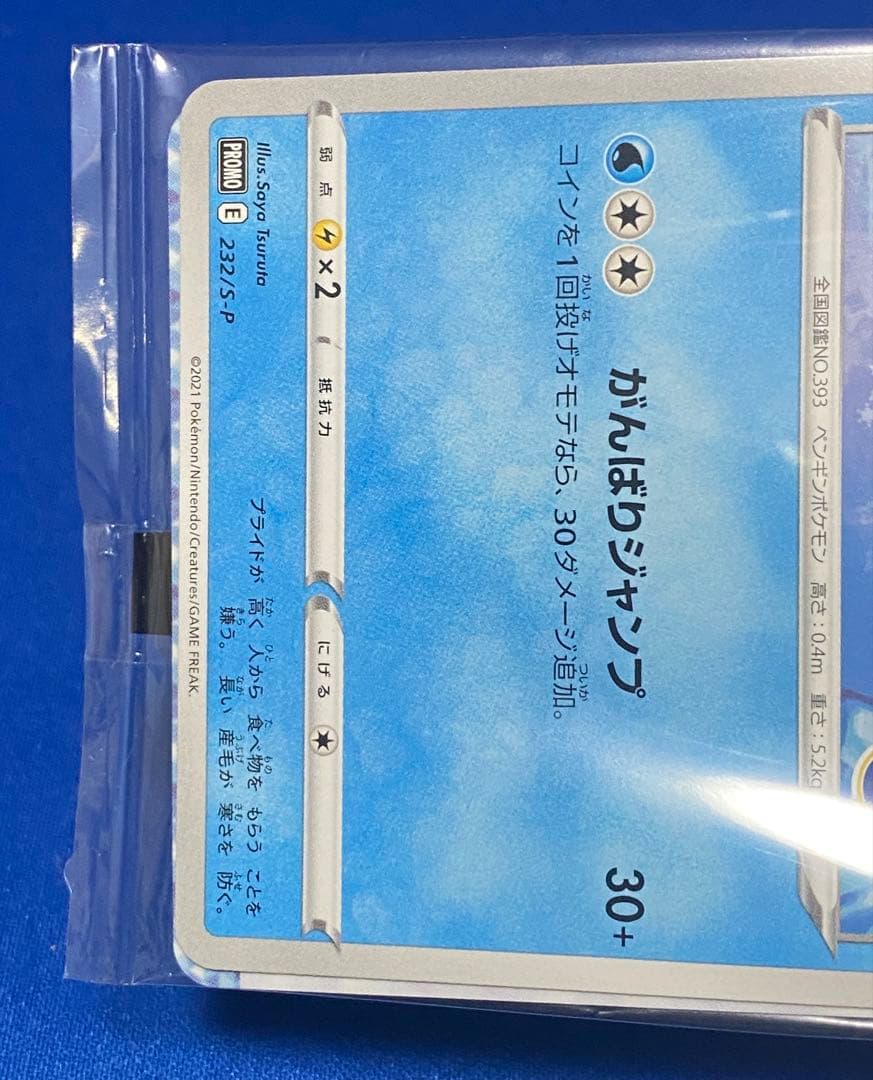 全国図鑑NO.393 ペンギンポケモン 高さ:0.4m 重さ:5.2kg
がんばりジャンプ 30+
コインを1回投げオモテなら、30ダメージ追加。
弱点 ×2 抵抗力 にげる
Illus.Saya Tsuruta
PROMO E 232/S-P
プライドが 高く 人から 食べ物を もらう ことを
嫌う。長い 産毛が 寒さを 防ぐ。
©2021 Pokémon/Nintendo/Creatures/GAME FREAK.